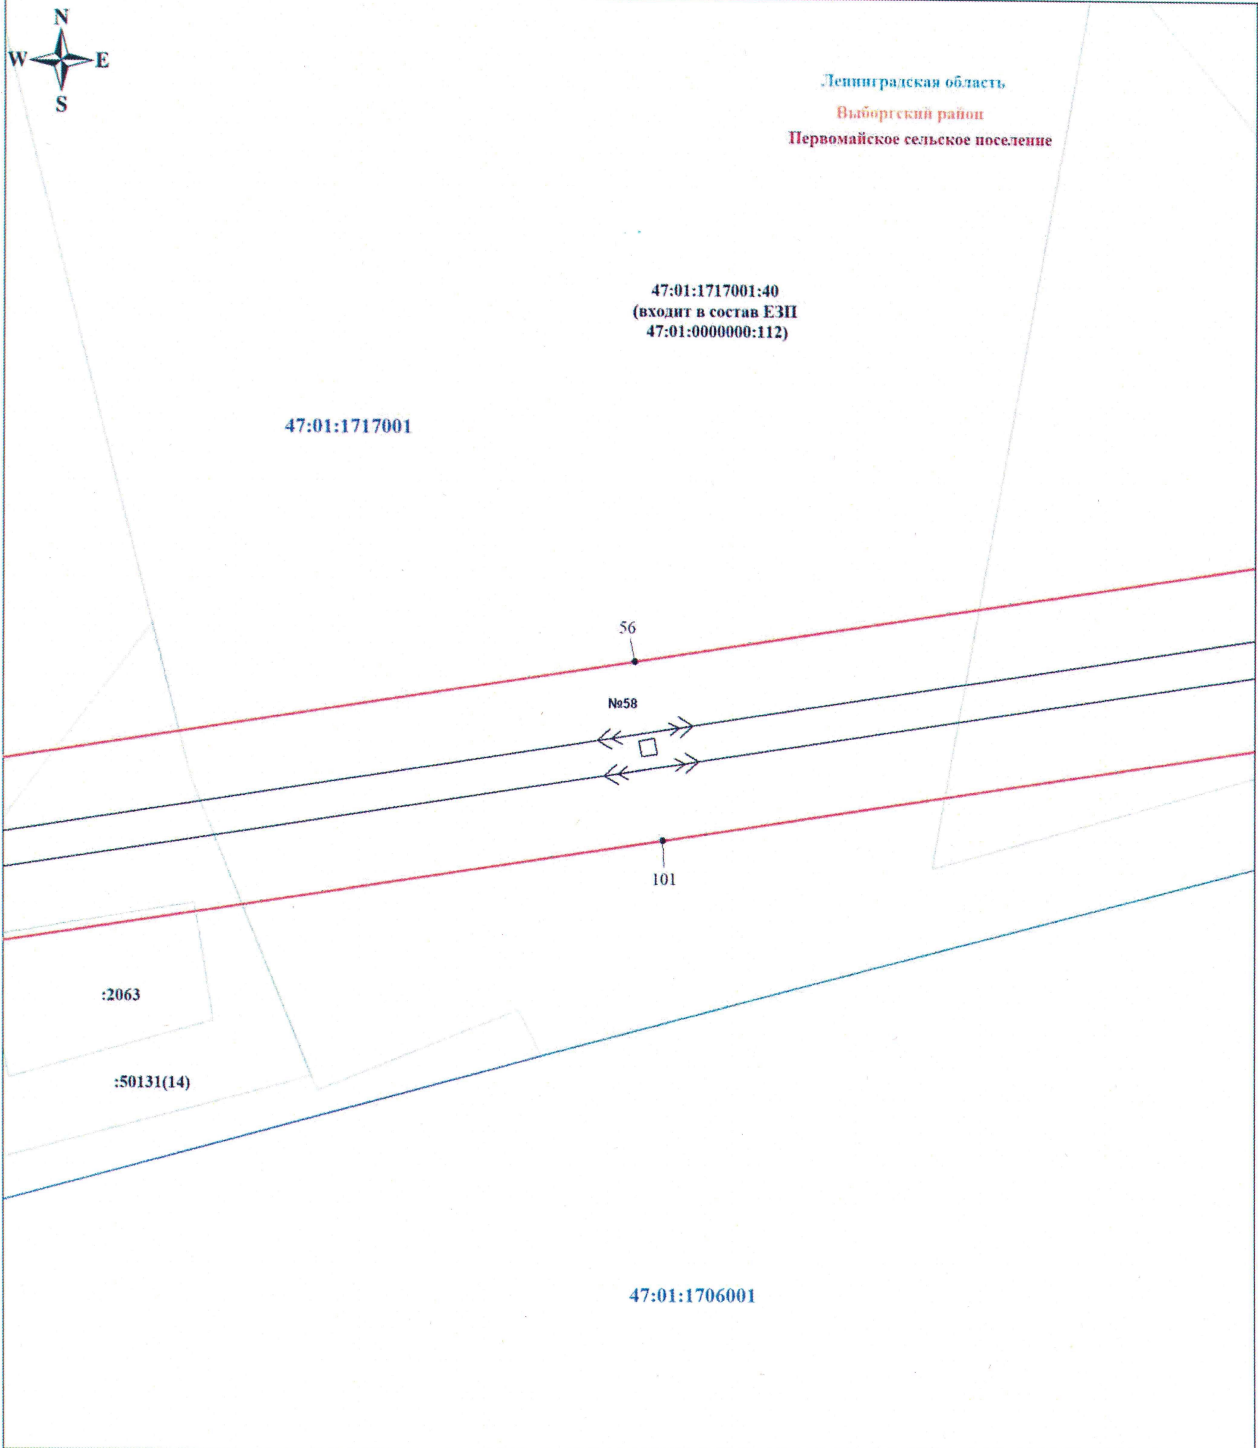 N
W E
S
Ленинградская область
Выборгский район
Первомайское сельское поселение
47:01:1717001:40
(входит в состав ЕЗП
47:01:0000000:112)
47:01:1717001
56
№58
101
:2063
:50131(14)
47:01:1706001